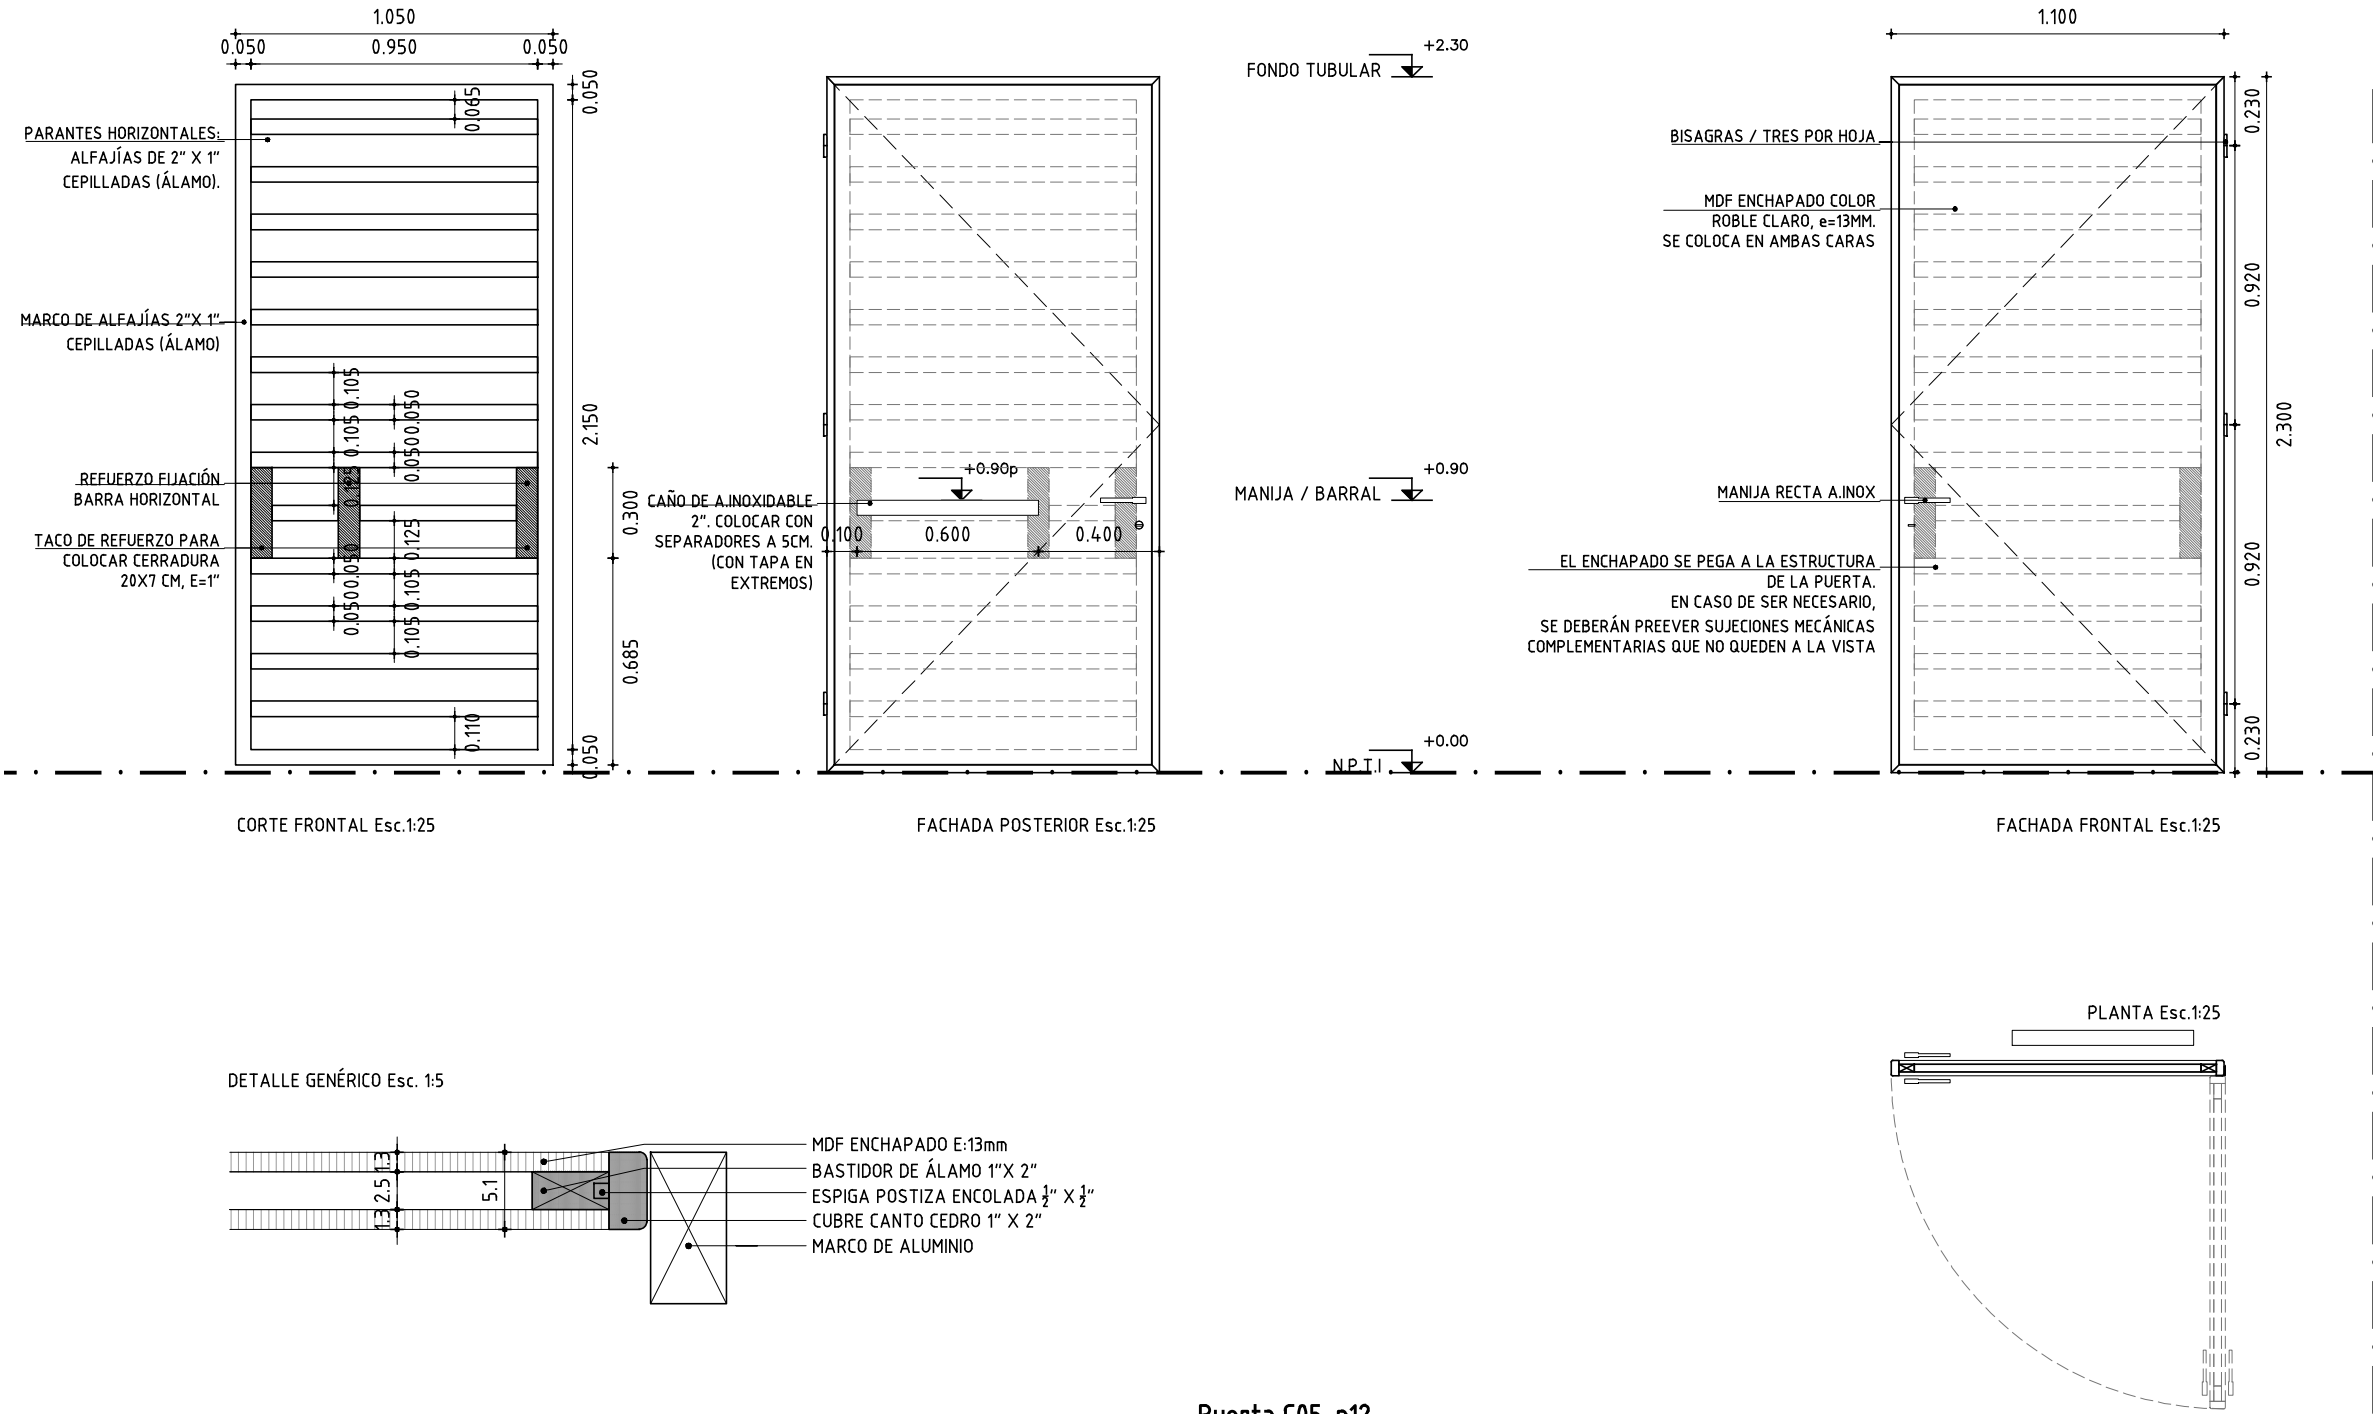 1.050
0.050 0.950 0.050
0.050
0.065
PARANTES HORIZONTALES:
ALFAJÍAS DE 2" X 1"
CEPILLADAS (ÁLAMO).
MARCO DE ALFAJÍAS 2"X 1"
CEPILLADAS (ÁLAMO)
0.105
0.050
0.105
0.050
2.150
REFUERZO FIJACIÓN
BARRA HORIZONTAL
0.125
0.125
0.300
TACO DE REFUERZO PARA
COLOCAR CERRADURA
20X7 CM, E=1"
0.050
0.105
0.050
0.105
0.685
0.110
0.050
CORTE FRONTAL Esc.1:25
CAÑO DE A.INOXIDABLE
2". COLOCAR CON
SEPARADORES A 5CM.
(CON TAPA EN
EXTREMOS)
+0.90p
0.100 0.600 0.400
FACHADA POSTERIOR Esc.1:25
+2.30
FONDO TUBULAR
+0.90
MANIJA / BARRAL
+0.00
N.P.T.I
1.100
BISAGRAS / TRES POR HOJA
MDF ENCHAPADO COLOR
ROBLE CLARO, e=13MM.
SE COLOCA EN AMBAS CARAS
MANIJA RECTA A.INOX
EL ENCHAPADO SE PEGA A LA ESTRUCTURA
DE LA PUERTA.
EN CASO DE SER NECESARIO,
SE DEBERÁN PREEVER SUJECIONES MECÁNICAS
COMPLEMENTARIAS QUE NO QUEDEN A LA VISTA
0.230
0.920
2.300
0.920
0.230
FACHADA FRONTAL Esc.1:25
PLANTA Esc.1:25
DETALLE GENÉRICO Esc. 1:5
1.3
2.5
1.3
5.1
MDF ENCHAPADO E:13mm
BASTIDOR DE ÁLAMO 1"X 2"
ESPIGA POSTIZA ENCOLADA ½" X ½"
CUBRE CANTO CEDRO 1" X 2"
MARCO DE ALUMINIO